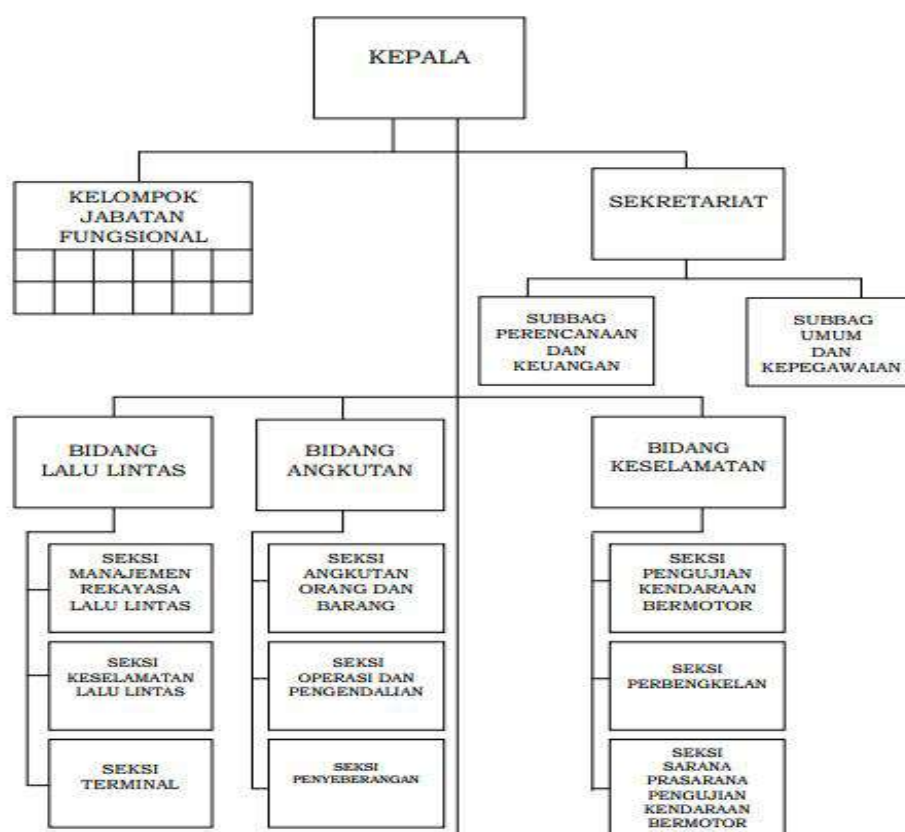 KEPALA
KELOMPOK
JABATAN
FUNGSIONAL
SEKRETARIAT
SUBBAG
PERENCANAAN
DAN
KEUANGAN
SUBBAG
UMUM
DAN
KEPEGAWAIAN
BIDANG
LALU LINTAS
BIDANG
ANGKUTAN
BIDANG
KESELAMATAN
SEKSI
MANAJEMEN
REKAYASA
LALU LINTAS
SEKSI
ANGKUTAN
ORANG DAN
BARANG
SEKSI
PENGUJIAN
KENDARAAN
BERMOTOR
SEKSI
KESELAMATAN
LALU LINTAS
SEKSI
OPERASI DAN
PENGENDALIAN
SEKSI
PERBENGKELAN
SEKSI
TERMINAL
SEKSI
PENYEBERANGAN
SEKSI
SARANA
PRASARANA
PENGUJIAN
KENDARAAN
BERMOTOR